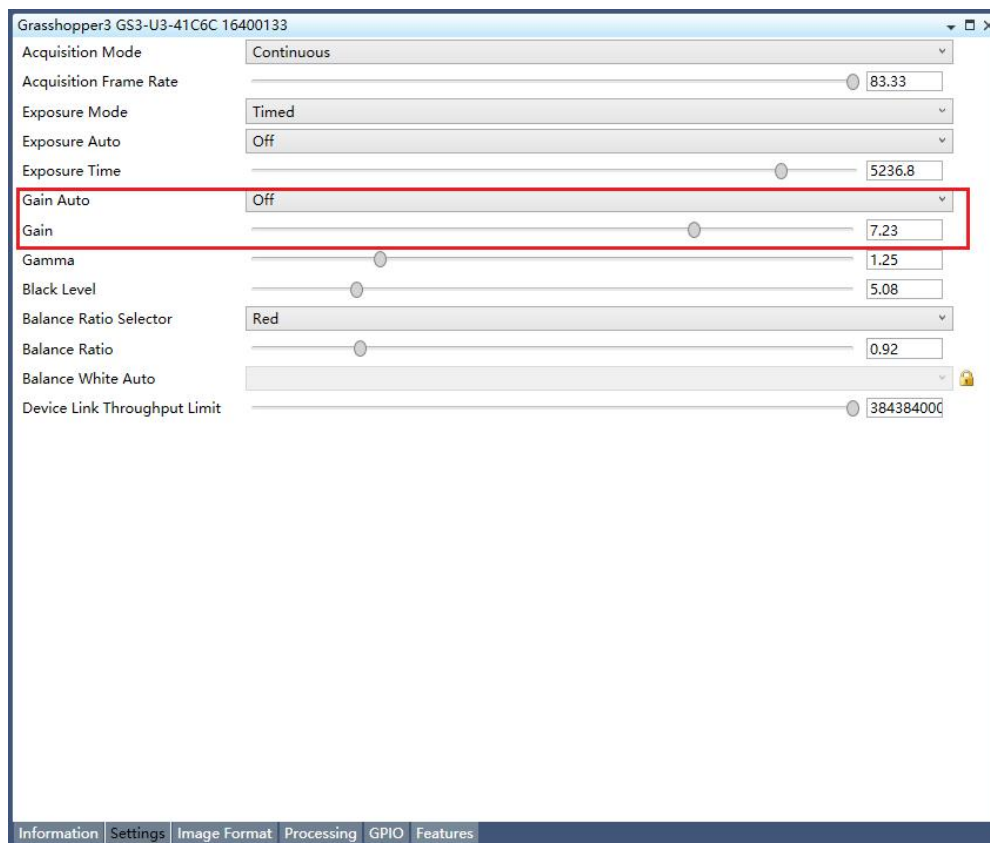 Grasshopper3 GS3-U3-41C6C 16400133
Acquisition Mode Continuous
Acquisition Frame Rate 83.33
Exposure Mode Timed
Exposure Auto Off
Exposure Time 5236.8
Gain Auto Off
Gain 7.23
Gamma 1.25
Black Level 5.08
Balance Ratio Selector Red
Balance Ratio 0.92
Balance White Auto
Device Link Throughput Limit 384384000
Information Settings Image Format Processing GPIO Features